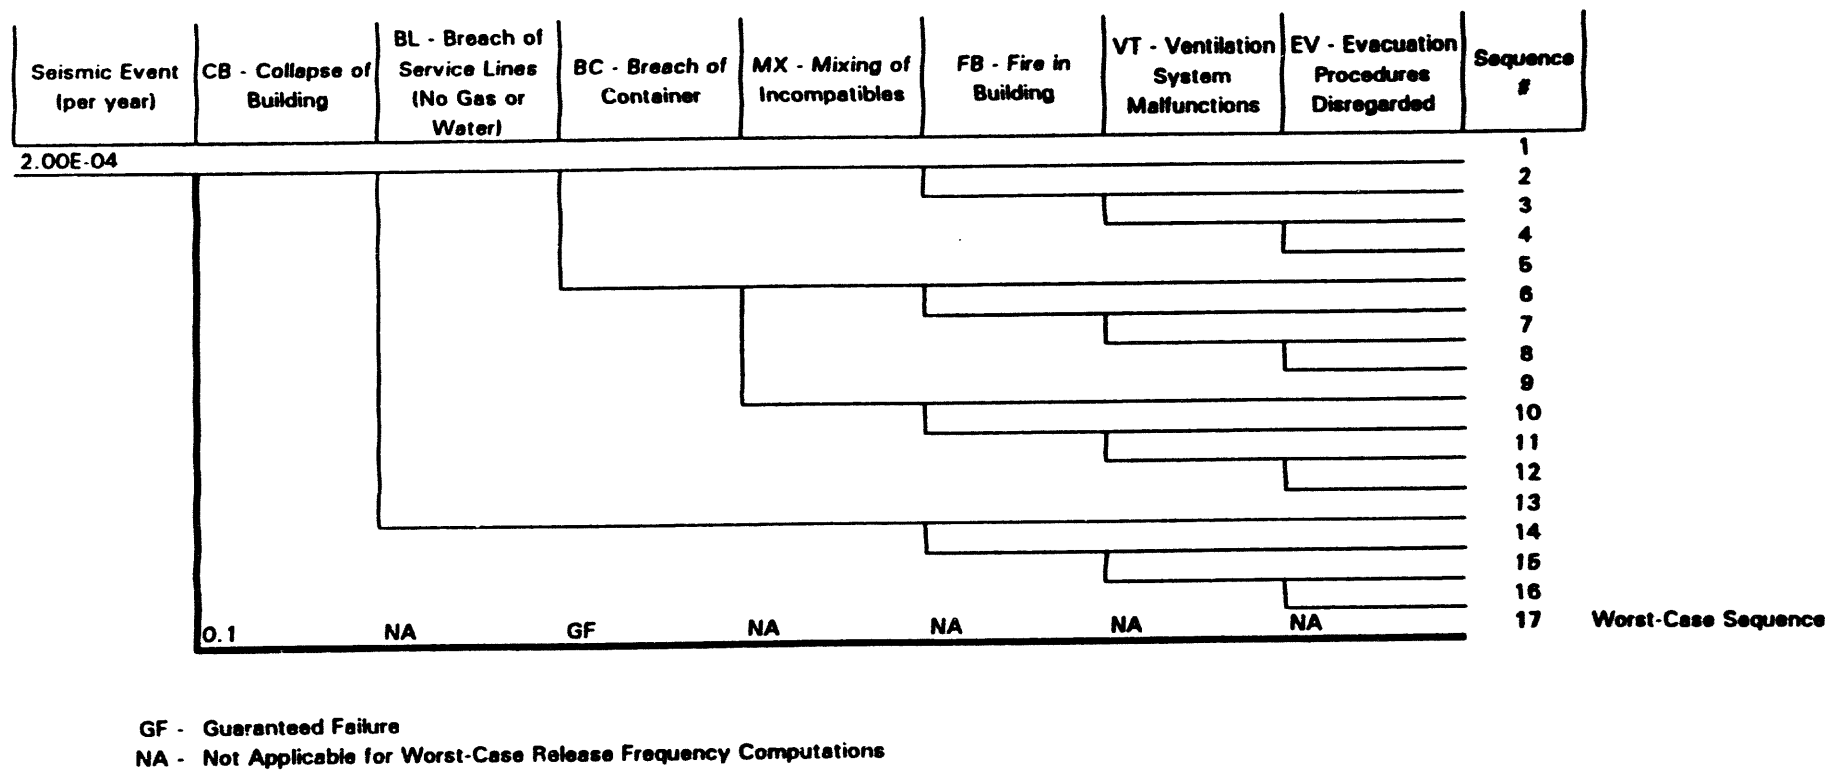 Seismic Event
(per year)
CB - Collapse of
Building
BL - Breach of
Service Lines
(No Gas or
Water)
BC - Breach of
Container
MX - Mixing of
Incompatibles
FB - Fire in
Building
VT - Ventilation
System
Malfunctions
EV - Evacuation
Procedures
Disregarded
Sequence
#
2.00E-04
1
2
3
4
5
6
7
8
9
10
11
12
13
14
15
16
0.1 NA GF NA NA NA NA 17 Worst-Case Sequence
GF - Guaranteed Failure
NA - Not Applicable for Worst-Case Release Frequency Computations